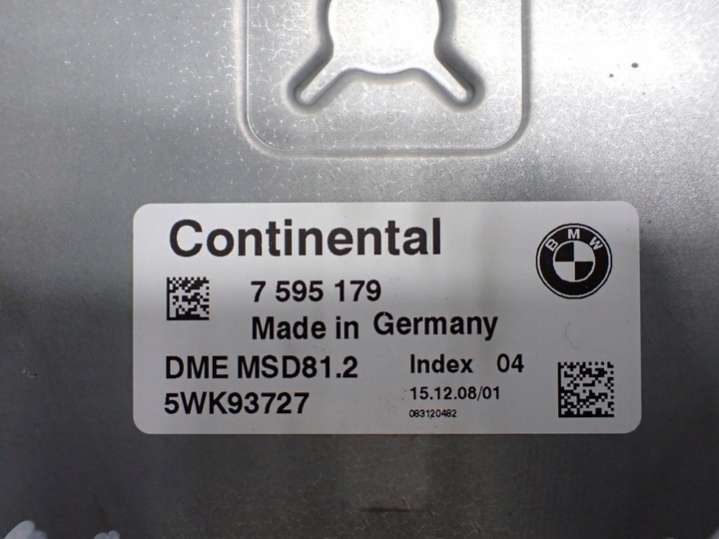 Continental
BMW
7 595 179
Made in Germany
DME MSD81.2 Index 04
5WK93727 15.12.08/01
083120482